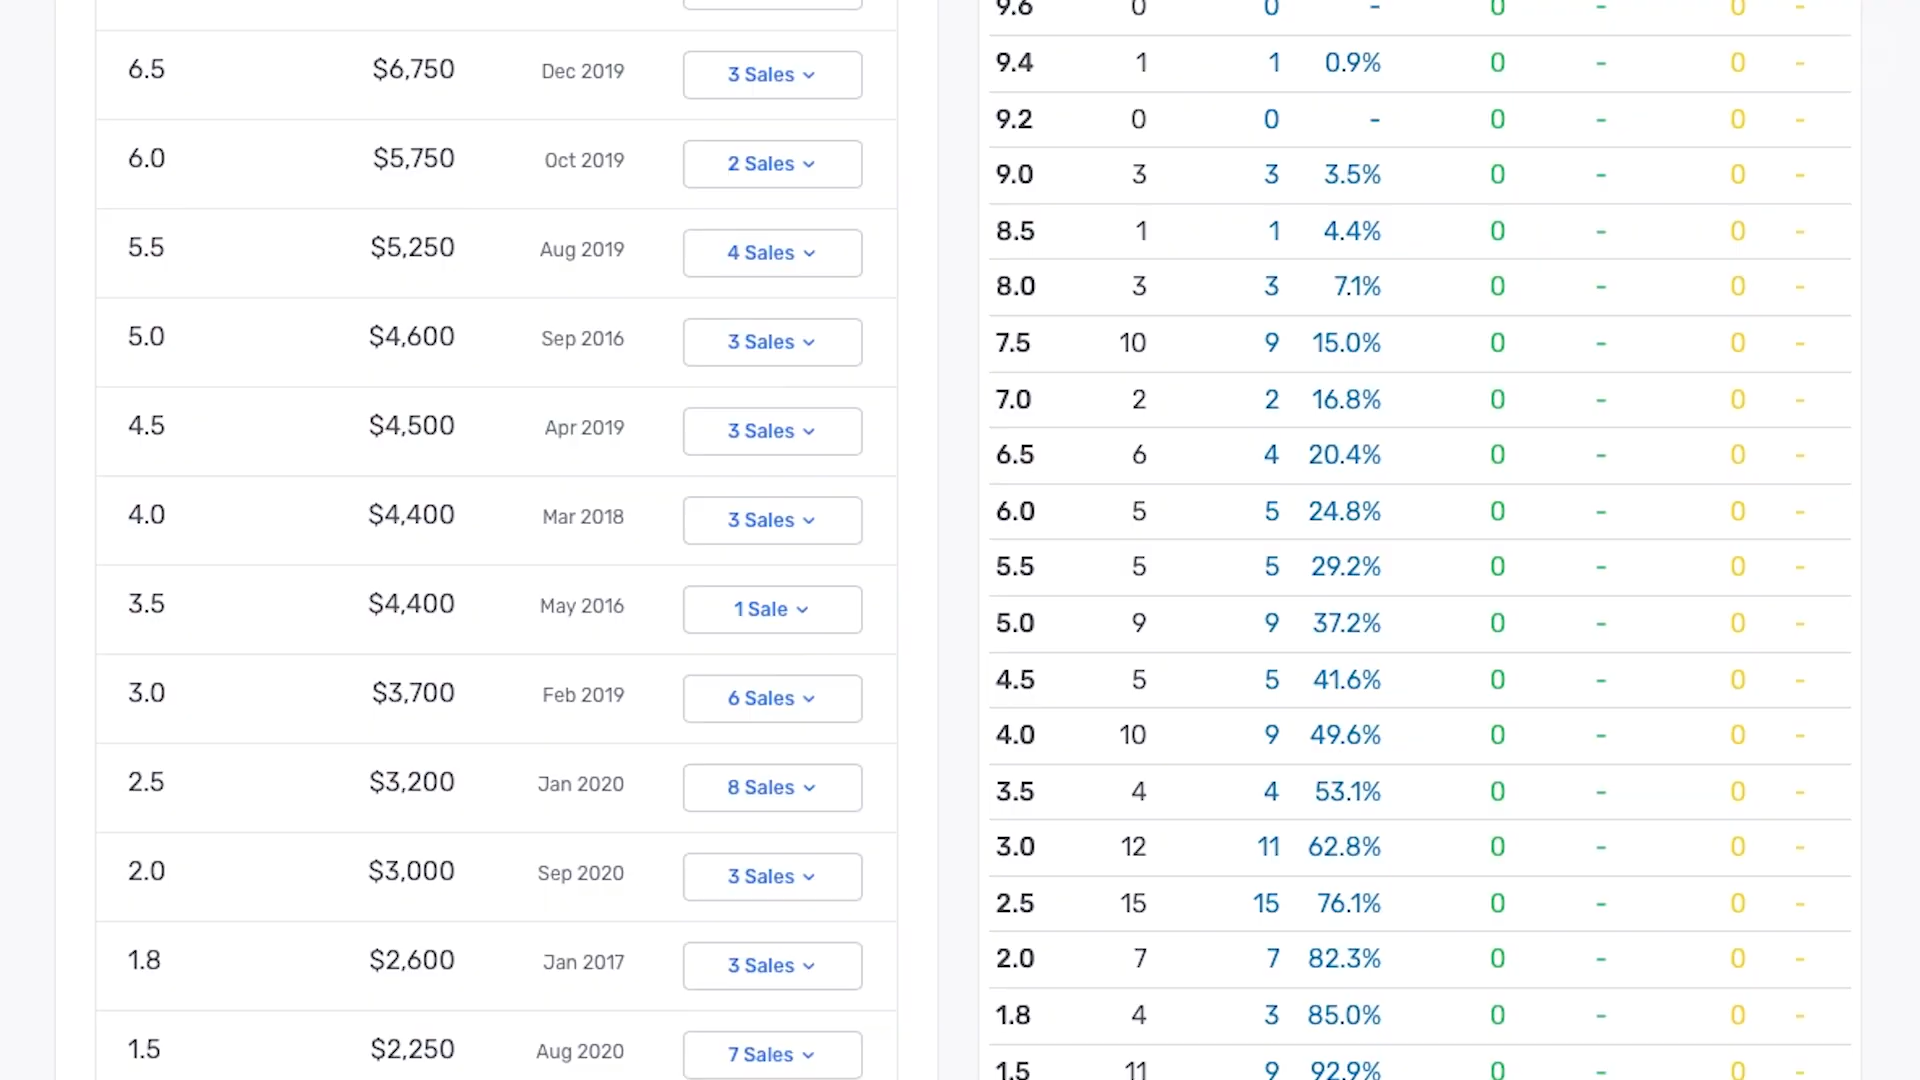 6.5 $6,750 Dec 2019 3 Sales
6.0 $5,750 Oct 2019 2 Sales
5.5 $5,250 Aug 2019 4 Sales
5.0 $4,600 Sep 2016 3 Sales
4.5 $4,500 Apr 2019 3 Sales
4.0 $4,400 Mar 2018 3 Sales
3.5 $4,400 May 2016 1 Sale
3.0 $3,700 Feb 2019 6 Sales
2.5 $3,200 Jan 2020 8 Sales
2.0 $3,000 Sep 2020 3 Sales
1.8 $2,600 Jan 2017 3 Sales
1.5 $2,250 Aug 2020 7 Sales
9.6 0 0 - 0 - 0 -
9.4 1 1 0.9% 0 - 0 -
9.2 0 0 - 0 - 0 -
9.0 3 3 3.5% 0 - 0 -
8.5 1 1 4.4% 0 - 0 -
8.0 3 3 7.1% 0 - 0 -
7.5 10 9 15.0% 0 - 0 -
7.0 2 2 16.8% 0 - 0 -
6.5 6 4 20.4% 0 - 0 -
6.0 5 5 24.8% 0 - 0 -
5.5 5 5 29.2% 0 - 0 -
5.0 9 9 37.2% 0 - 0 -
4.5 5 5 41.6% 0 - 0 -
4.0 10 9 49.6% 0 - 0 -
3.5 4 4 53.1% 0 - 0 -
3.0 12 11 62.8% 0 - 0 -
2.5 15 15 76.1% 0 - 0 -
2.0 7 7 82.3% 0 - 0 -
1.8 4 3 85.0% 0 - 0 -
1.5 11 9 92.9% 0 - 0 -